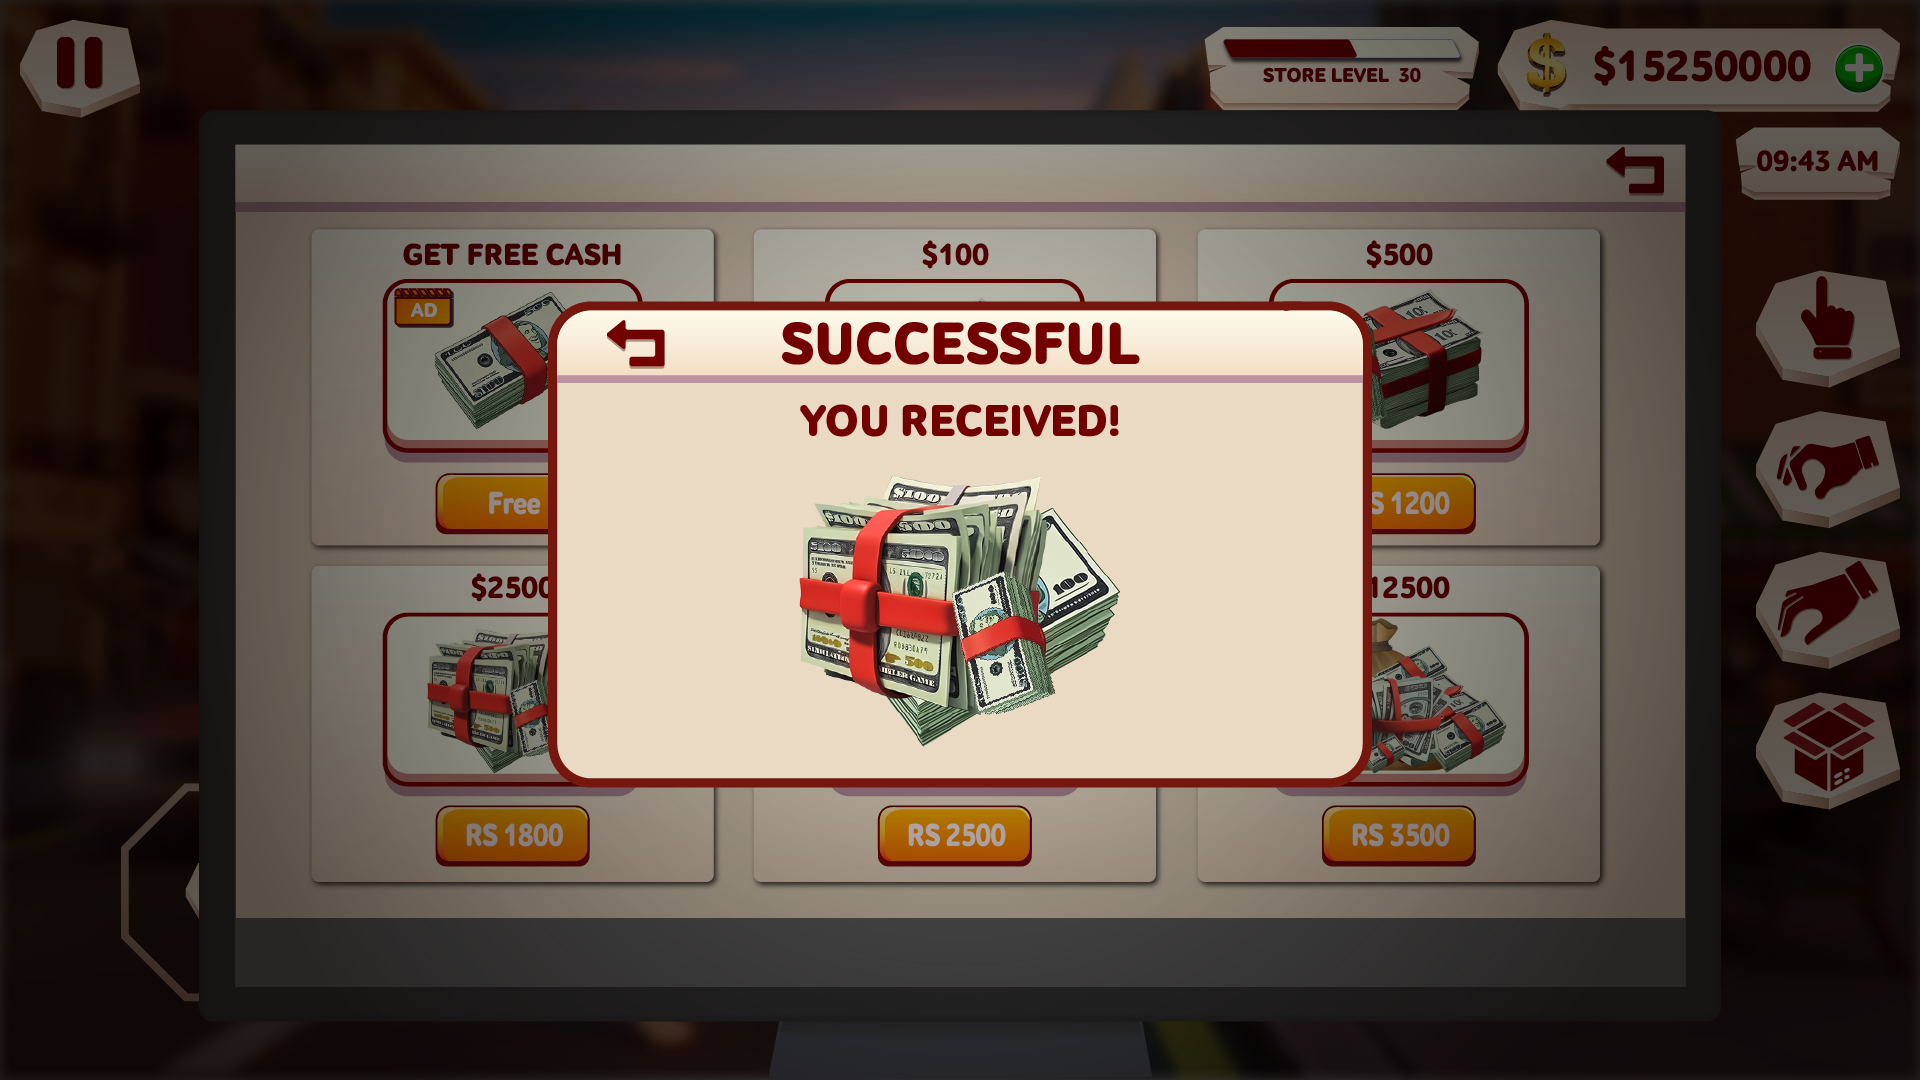 STORE LEVEL 30
$15250000
09:43 AM
GET FREE CASH
$100
$500
AD
SUCCESSFUL
YOU RECEIVED!
Free
S 1200
$2500
12500
RS 1800
RS 2500
RS 3500